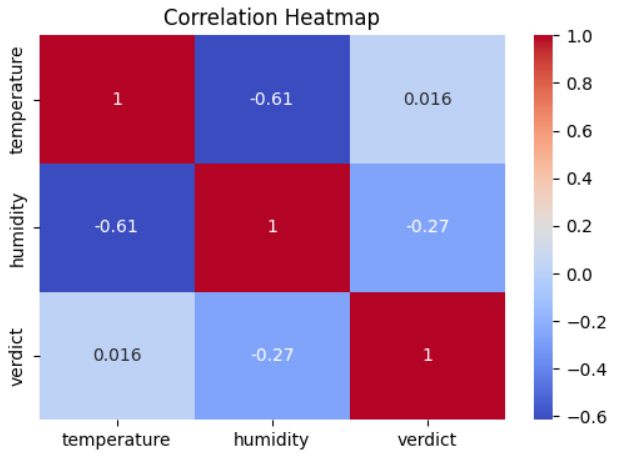 Correlation Heatmap
temperature
1
-0.61
0.016
humidity
-0.61
1
-0.27
verdict
0.016
-0.27
1
temperature
humidity
verdict
1.0
0.8
0.6
0.4
0.2
0.0
−0.2
−0.4
−0.6